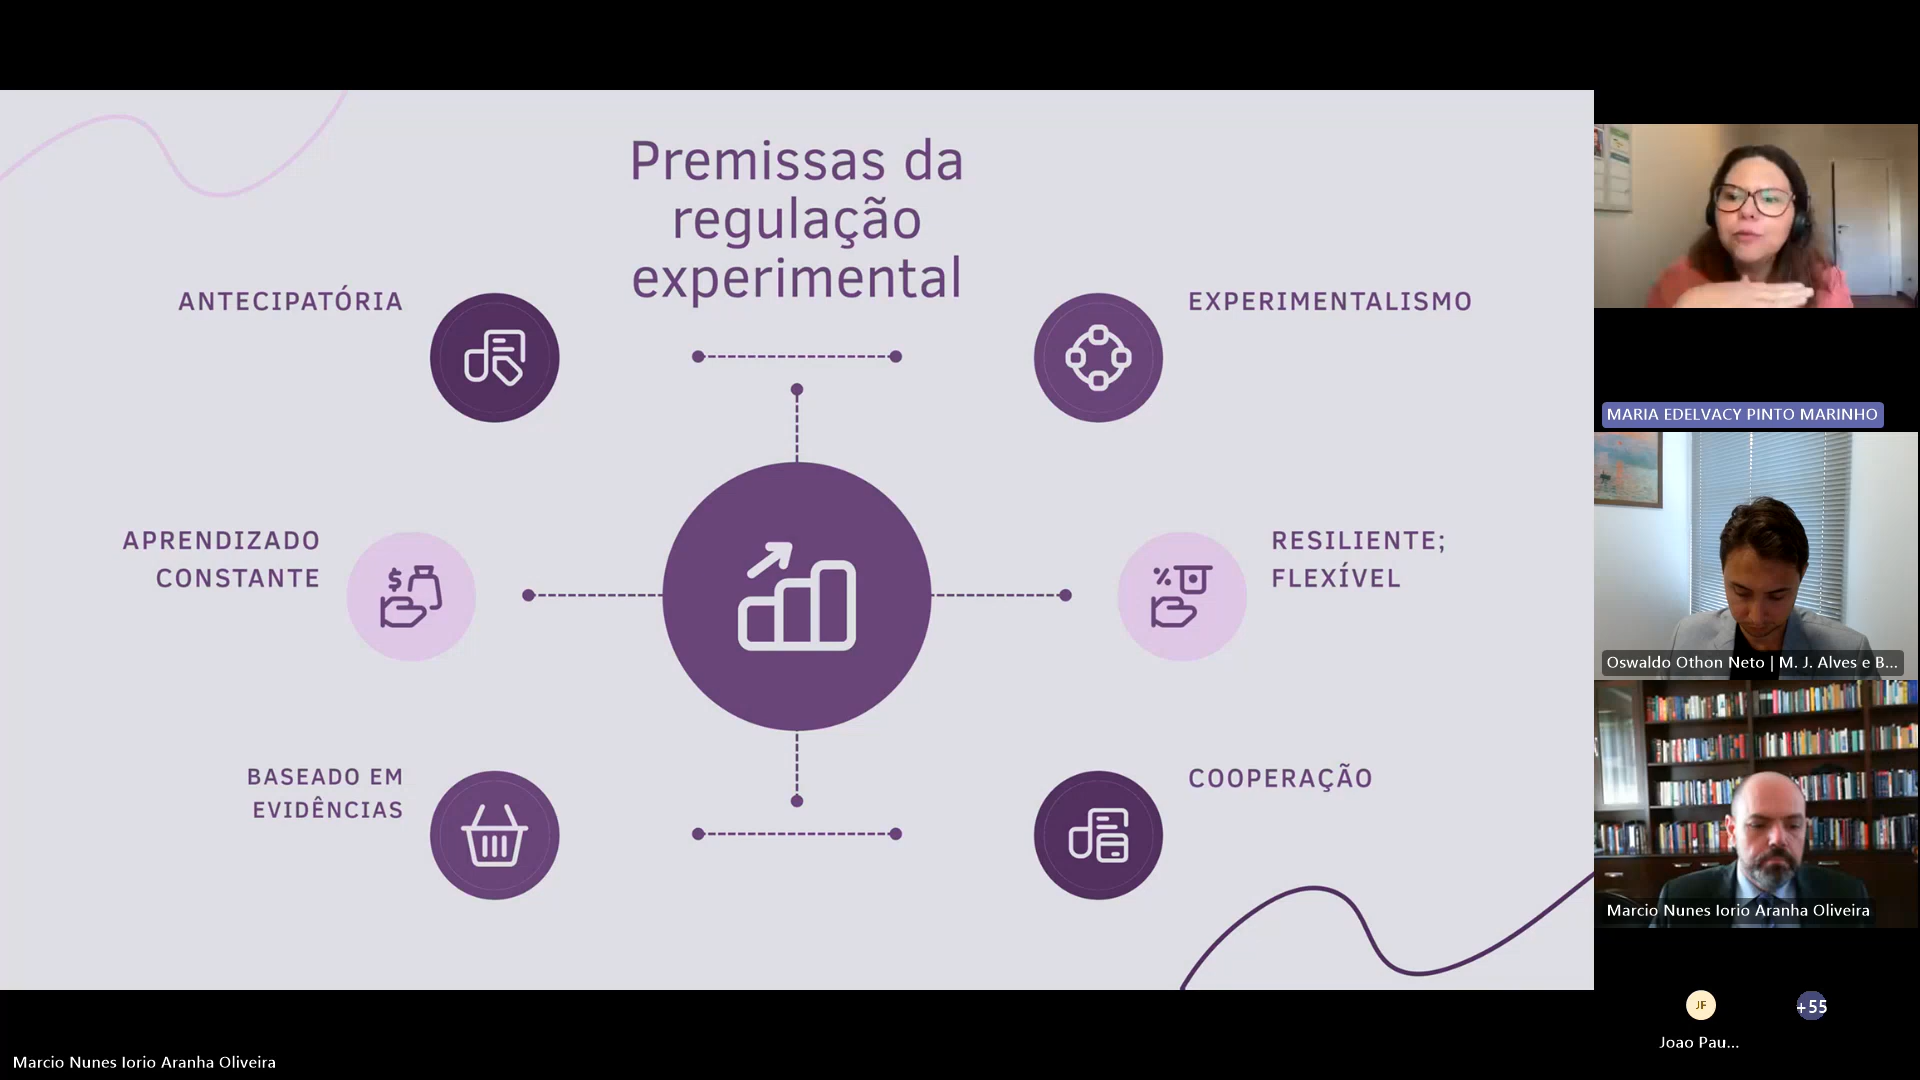 Premissas da
regulação
experimental
ANTECIPATÓRIA
EXPERIMENTALISMO
APRENDIZADO
CONSTANTE
$
%
RESILIENTE;
FLEXÍVEL
BASEADO EM
EVIDÊNCIAS
COOPERAÇÃO
MARIA EDELVACY PINTO MARINHO
Oswaldo Othon Neto | M. J. Alves e B...
Marcio Nunes Iorio Aranha Oliveira
JF
+55
Joao Pau...
Marcio Nunes Iorio Aranha Oliveira